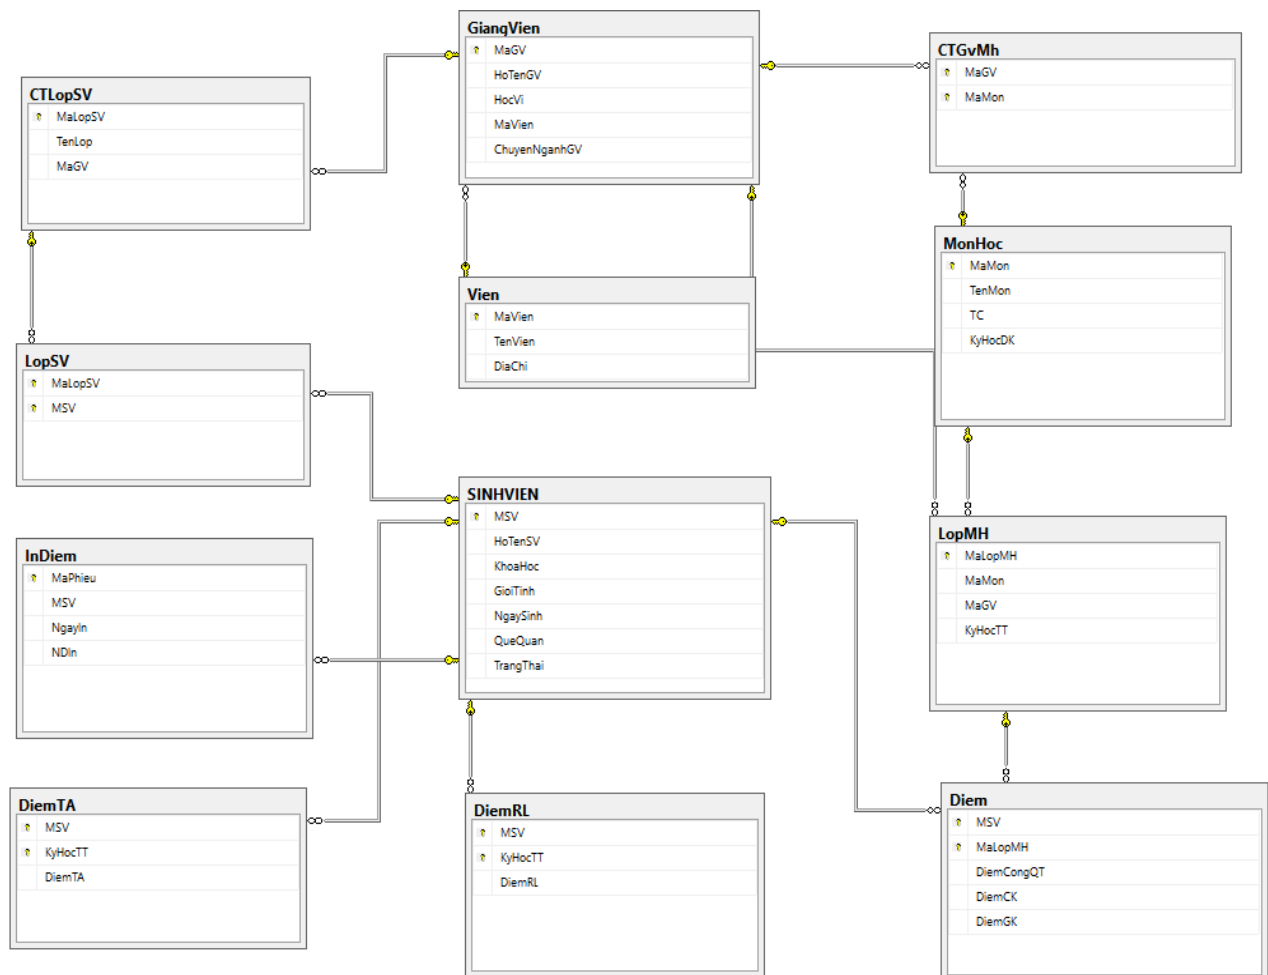 GiangVien
MaGV
HoTenGV
HocVi
MaVien
ChuyenNganhGV
CTGvMh
MaGV
MaMon
CTLopSV
MaLopSV
TenLop
MaGV
MonHoc
MaMon
TenMon
TC
KyHocDK
Vien
MaVien
TenVien
DiaChi
LopSV
MaLopSV
MSV
SINHVIEN
MSV
HoTenSV
KhoaHoc
GioiTinh
NgaySinh
QueQuan
TrangThai
LopMH
MaLopMH
MaMon
MaGV
KyHocTT
InDiem
MaPhieu
MSV
NgayIn
NDIn
DiemTA
MSV
KyHocTT
DiemTA
DiemRL
MSV
KyHocTT
DiemRL
Diem
MSV
MaLopMH
DiemCongQT
DiemCK
DiemGK